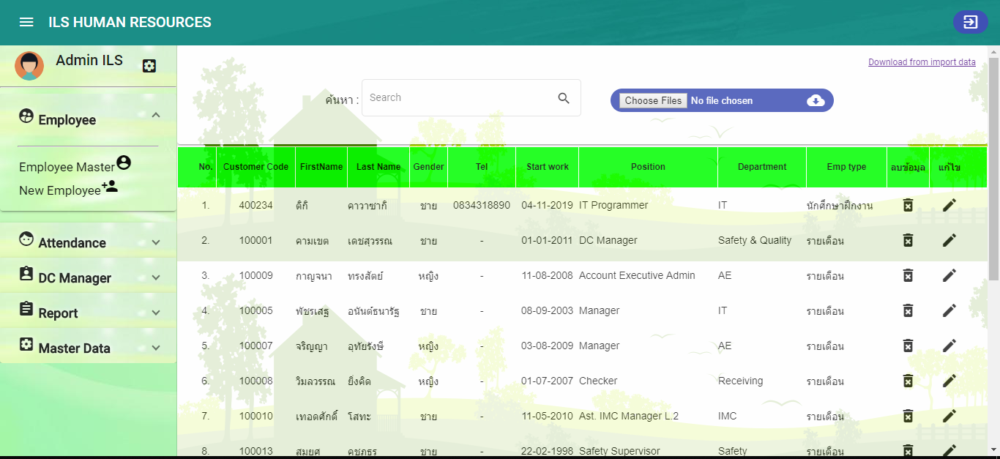 ILS HUMAN RESOURCES
Admin ILS
Employee
Employee Master
New Employee
Attendance
DC Manager
Report
Master Data
Download from import data
ค้นหา : Search
Choose Files No file chosen
No. Customer Code FirstName Last Name Gender Tel Start work Position Department Emp type ลบข้อมูล แก้ไข
1. 400234 ดิกิ คาวาซากิ ชาย 0834318890 04-11-2019 IT Programmer IT นักศึกษาฝึกงาน
2. 100001 คามเขต เดชสุวรรณ ชาย - 01-01-2011 DC Manager Safety & Quality รายเดือน
3. 100009 กาญจนา ทรงสัตย์ หญิง - 11-08-2008 Account Executive Admin AE รายเดือน
4. 100005 พัชรเสฐ อนันต์ธนารัฐ ชาย - 08-09-2003 Manager IT รายเดือน
5. 100007 จริญญา อุทัยรังษี หญิง - 03-08-2009 Manager AE รายเดือน
6. 100008 วิมลวรรณ ยิ่งคิด หญิง - 01-07-2007 Checker Receiving รายเดือน
7. 100010 เทอดศักดิ์ โสทะ ชาย - 11-05-2010 Ast. IMC Manager L.2 IMC รายเดือน
8. 100013 สมยศ คชภธร ชาย - 22-02-1998 Safety Supervisor Safety รายเดือน